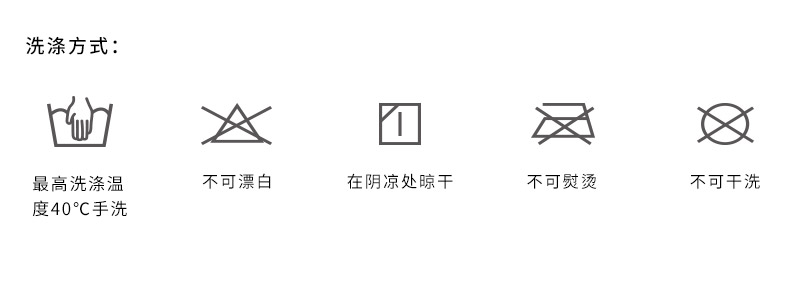 洗涤方式：
最高洗涤温
度40℃手洗
不可漂白
在阴凉处晾干
不可熨烫
不可干洗